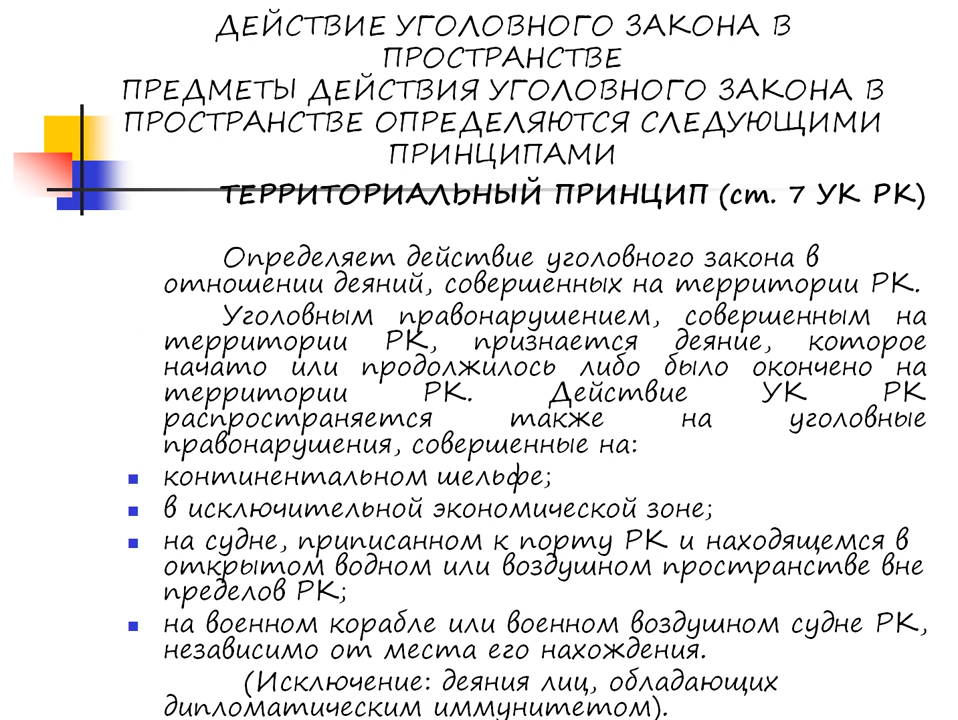 ДЕЙСТВИЕ УГОЛОВНОГО ЗАКОНА В
ПРОСТРАНСТВЕ
ПРЕДМЕТЫ ДЕЙСТВИЯ УГОЛОВНОГО ЗАКОНА В
ПРОСТРАНСТВЕ ОПРЕДЕЛЯЮТСЯ СЛЕДУЮЩИМИ
ПРИНЦИПАМИ
ТЕРРИТОРИАЛЬНЫЙ ПРИНЦИП (ст. 7 УК РК)
Определяет действие уголовного закона в
отношении деяний, совершенных на территории РК.
Уголовным правонарушением, совершенным на
территории РК, признается деяние, которое
начато или продолжилось либо было окончено на
территории РК. Действие УК РК
распространяется также на уголовные
правонарушения, совершенные на:
континентальном шельфе;
в исключительной экономической зоне;
на судне, приписанном к порту РК и находящемся в
открытом водном или воздушном пространстве вне
пределов РК;
на военном корабле или военном воздушном судне РК,
независимо от места его нахождения.
(Исключение: деяния лиц, обладающих
дипломатическим иммунитетом).